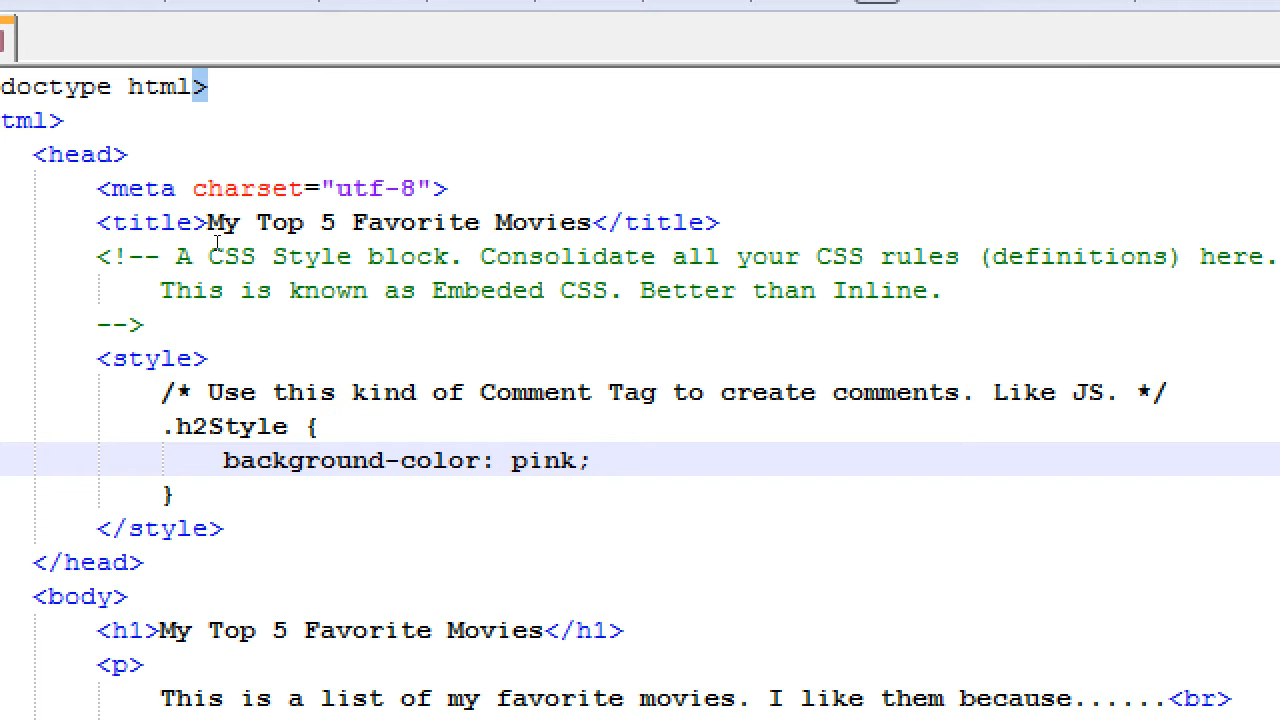 doctype html>
tml>
<head>
<meta charset="utf-8">
<title>My Top 5 Favorite Movies</title>
<!-- A CSS Style block. Consolidate all your CSS rules (definitions) here.
This is known as Embeded CSS. Better than Inline.
-->
<style>
/* Use this kind of Comment Tag to create comments. Like JS. */
.h2Style {
background-color: pink;
}
</style>
</head>
<body>
<h1>My Top 5 Favorite Movies</h1>
<p>
This is a list of my favorite movies. I like them because......<br>